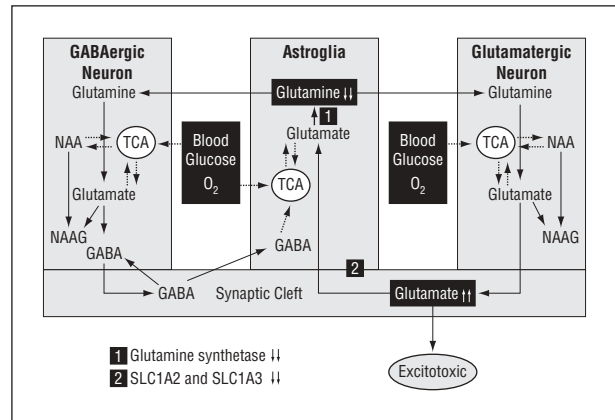 GABAergic
Neuron
Astroglia
Glutamatergic
Neuron
Glutamine
Glutamine ↓↓
Glutamine
1
Glutamate
NAA
TCA
Blood
Glucose
O2
Blood
Glucose
O2
TCA
NAA
TCA
Glutamate
Glutamate
NAAG
GABA
GABA
NAAG
2
GABA
Synaptic Cleft
Glutamate ↑↑
1 Glutamine synthetase ↓↓
2 SLC1A2 and SLC1A3 ↓↓
Excitotoxic